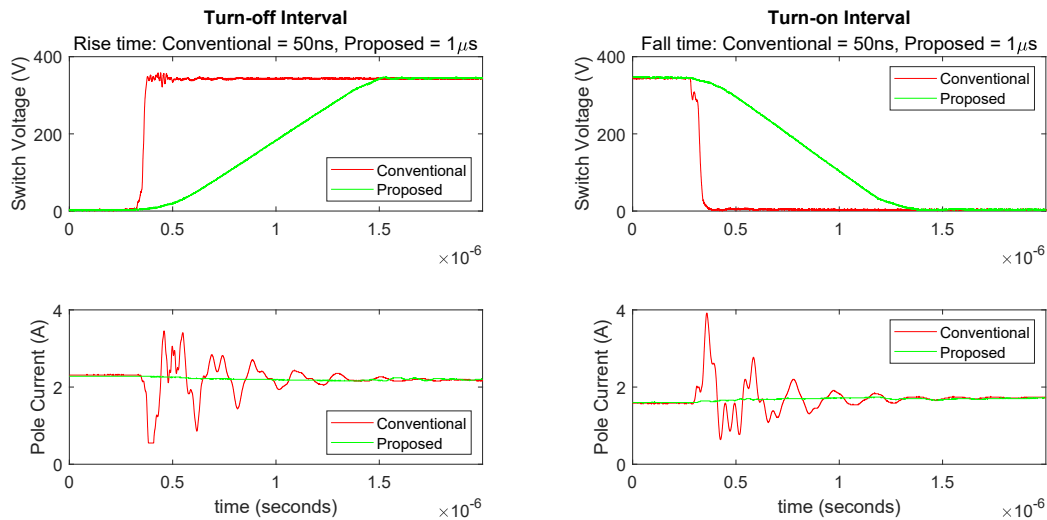 Turn-off Interval
Rise time: Conventional = 50ns, Proposed = 1μs
Switch Voltage (V)
400
200
0
Conventional
Proposed
0
0.5
1
1.5
×10⁻⁶
Turn-on Interval
Fall time: Conventional = 50ns, Proposed = 1μs
Switch Voltage (V)
400
200
0
Conventional
Proposed
0
0.5
1
1.5
×10⁻⁶
Pole Current (A)
4
2
0
Conventional
Proposed
0
0.5
1
1.5
×10⁻⁶
time (seconds)
Pole Current (A)
4
2
0
Conventional
Proposed
0
0.5
1
1.5
×10⁻⁶
time (seconds)